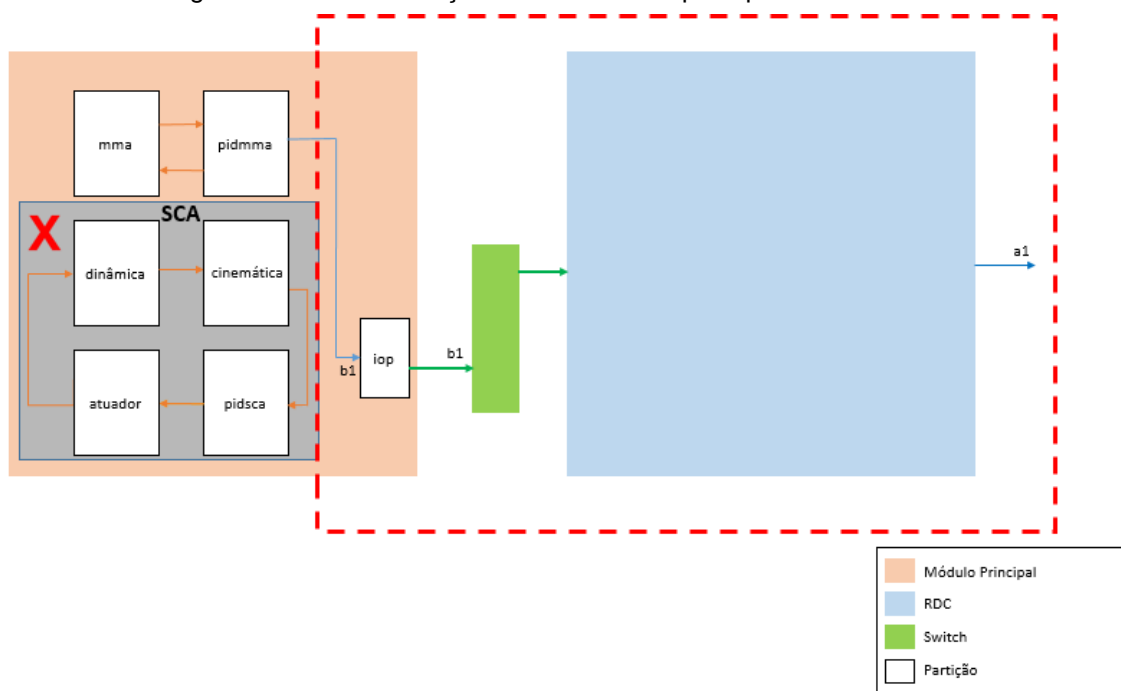 mma
pidmma
SCA
X
dinâmica
cinemática
atuador
pidsca
b1
iop
b1
a1
Módulo Principal
RDC
Switch
Partição